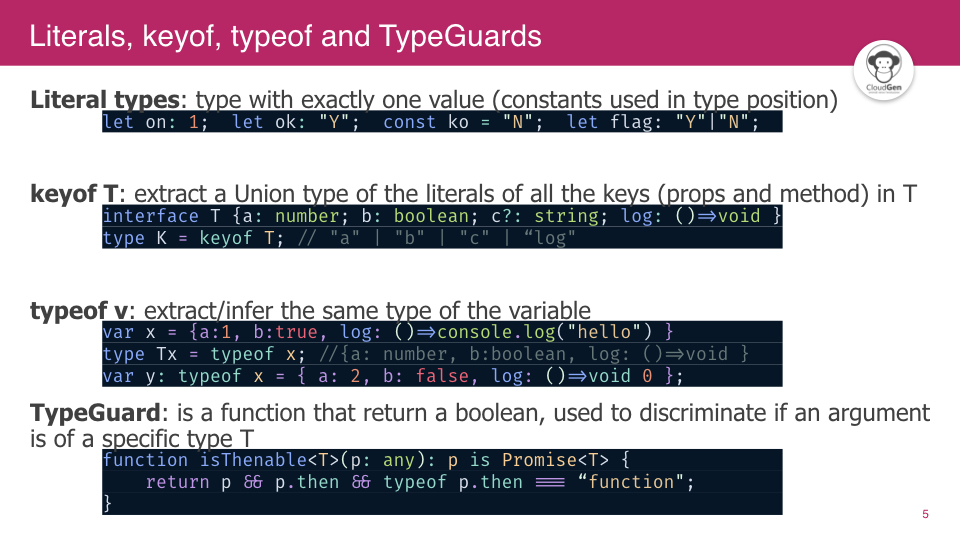 Literals, keyof, typeof and TypeGuards
CloudGen
Literal types: type with exactly one value (constants used in type position)
let on: 1;  let ok: "Y";  const ko = "N";  let flag: "Y"|"N";
keyof T: extract a Union type of the literals of all the keys (props and method) in T
interface T {a: number; b: boolean; c?: string; log: ()=>void }
type K = keyof T; // "a" | "b" | "c" | “log"
typeof v: extract/infer the same type of the variable
var x = {a:1, b:true, log: ()=>console.log("hello") }
type Tx = typeof x; //{a: number, b:boolean, log: ()=>void }
var y: typeof x = { a: 2, b: false, log: ()=>void 0 };
TypeGuard: is a function that return a boolean, used to discriminate if an argument
is of a specific type T
function isThenable<T>(p: any): p is Promise<T> {
    return p && p.then && typeof p.then === “function";
}
5